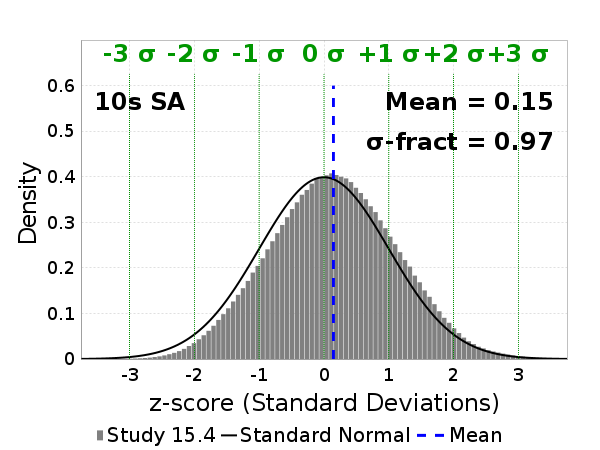 -3 σ -2 σ -1 σ 0 σ +1 σ +2 σ +3 σ
10s SA
Mean = 0.15
σ-fract = 0.97
Density
0.6
0.5
0.4
0.3
0.2
0.1
0
-3 -2 -1 0 1 2 3
z-score (Standard Deviations)
Study 15.4 Standard Normal Mean